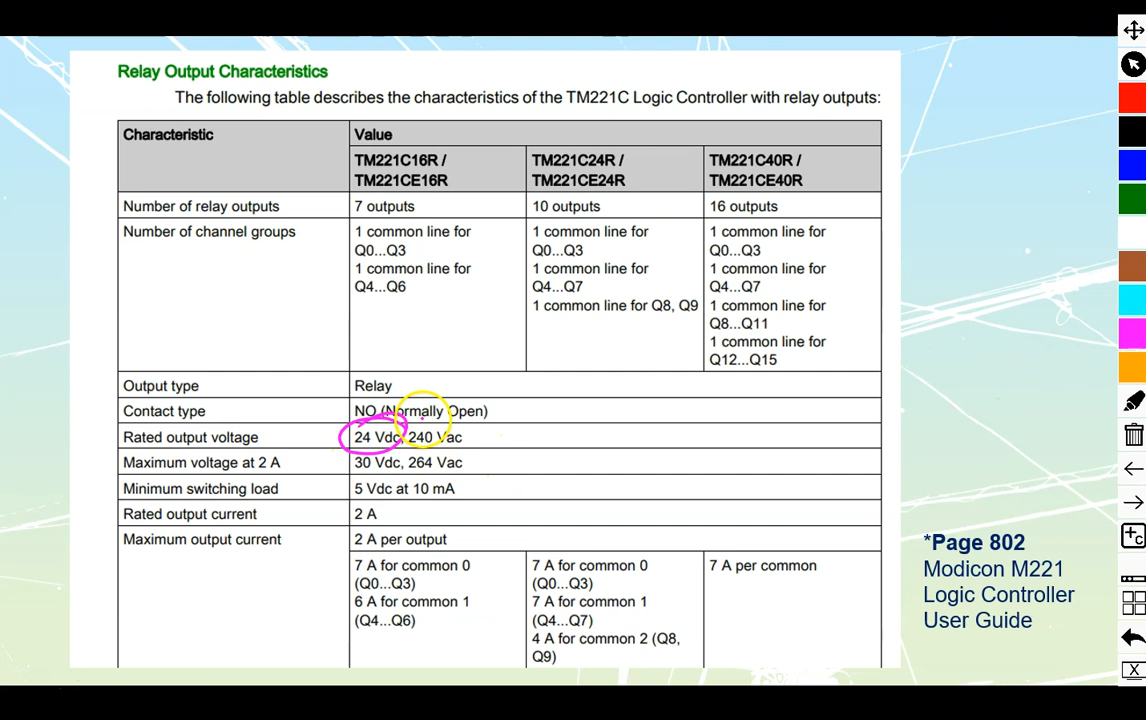 Relay Output Characteristics
The following table describes the characteristics of the TM221C Logic Controller with relay outputs:
Characteristic
Value
TM221C16R /
TM221CE16R
TM221C24R /
TM221CE24R
TM221C40R /
TM221CE40R
Number of relay outputs
7 outputs
10 outputs
16 outputs
Number of channel groups
1 common line for
Q0...Q3
1 common line for
Q4...Q6
1 common line for
Q0...Q3
1 common line for
Q4...Q7
1 common line for Q8, Q9
1 common line for
Q0...Q3
1 common line for
Q4...Q7
1 common line for
Q8...Q11
1 common line for
Q12...Q15
Output type
Relay
Contact type
NO (Normally Open)
Rated output voltage
24 Vdc, 240 Vac
Maximum voltage at 2 A
30 Vdc, 264 Vac
Minimum switching load
5 Vdc at 10 mA
Rated output current
2 A
Maximum output current
2 A per output
7 A for common 0
(Q0...Q3)
6 A for common 1
(Q4...Q6)
7 A for common 0
(Q0...Q3)
7 A for common 1
(Q4...Q7)
4 A for common 2 (Q8,
Q9)
7 A per common
*Page 802
Modicon M221
Logic Controller
User Guide
+c
X